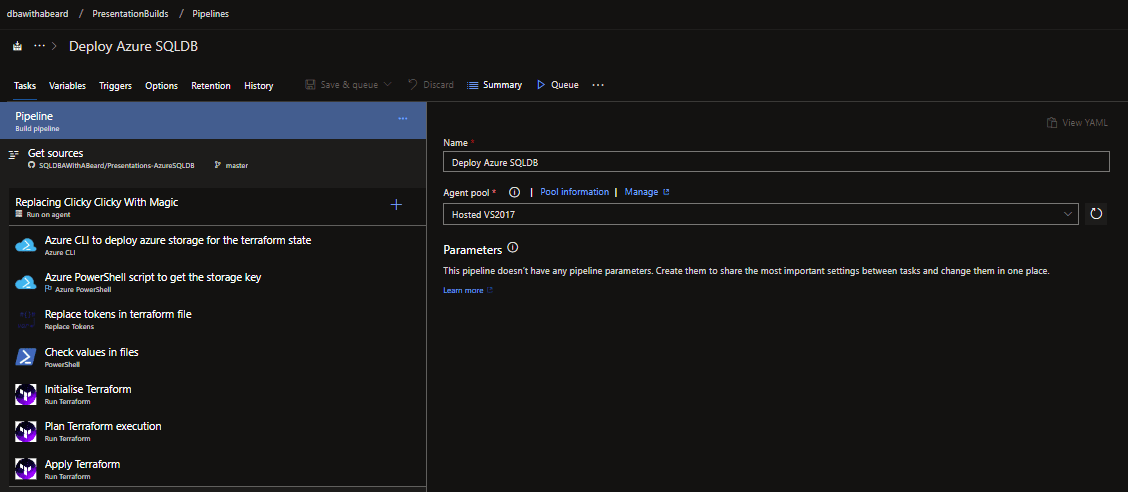 dbawithabeard / PresentationBuilds / Pipelines
··· > Deploy Azure SQLDB
Tasks Variables Triggers Options Retention History Save & queue Discard Summary Queue ···
Pipeline ···
Build pipeline
View YAML
Get sources
SQLDBAWithABeard/Presentations-AzureSQLDB master
Replacing Clicky Clicky With Magic
Run on agent
Azure CLI to deploy azure storage for the terraform state
Azure CLI
Azure PowerShell script to get the storage key
Azure PowerShell
Replace tokens in terraform file
Replace Tokens
Check values in files
PowerShell
Initialise Terraform
Run Terraform
Plan Terraform execution
Run Terraform
Apply Terraform
Run Terraform
Name *
Deploy Azure SQLDB
Agent pool * | Pool information | Manage
Hosted VS2017
Parameters
This pipeline doesn't have any pipeline parameters. Create them to share the most important settings between tasks and change them in one place.
Learn more